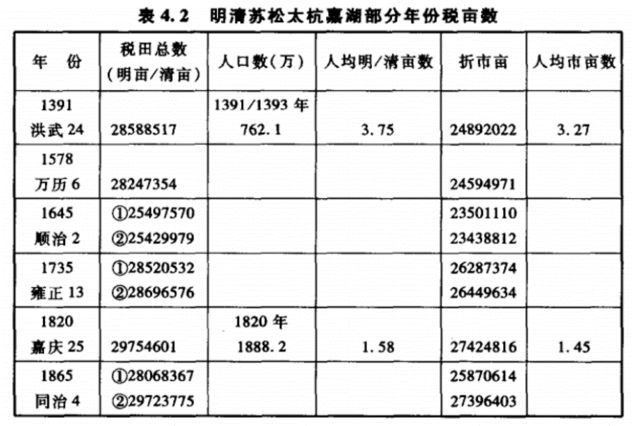 表 4.2 明清苏松太杭嘉湖部分年份税亩数
年 份 税田总数(明亩/清亩) 人口数(万) 人均明/清亩数 折市亩 人均市亩数
1391 1391/1393 年
洪武 24 28588517 762.1 3.75 24892022 3.27
1578
万历 6 28247354 24594971
1645 ①25497570 23501110
顺治 2 ②25429979 23438812
1735 ①28520532 26287374
雍正 13 ②28696576 26449634
1820 1820 年
嘉庆 25 29754601 1888.2 1.58 27424816 1.45
1865 ①28068367 25870614
同治 4 ②29723775 27396403